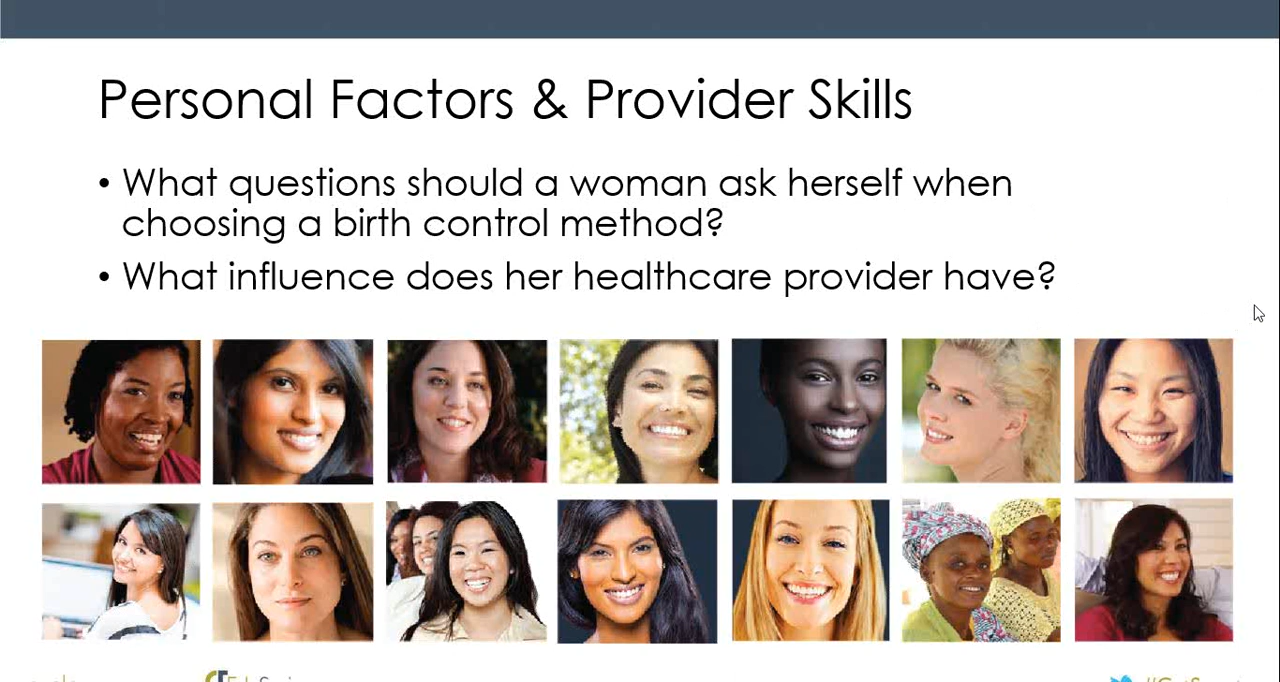 Personal Factors & Provider Skills
• What questions should a woman ask herself when
choosing a birth control method?
• What influence does her healthcare provider have?